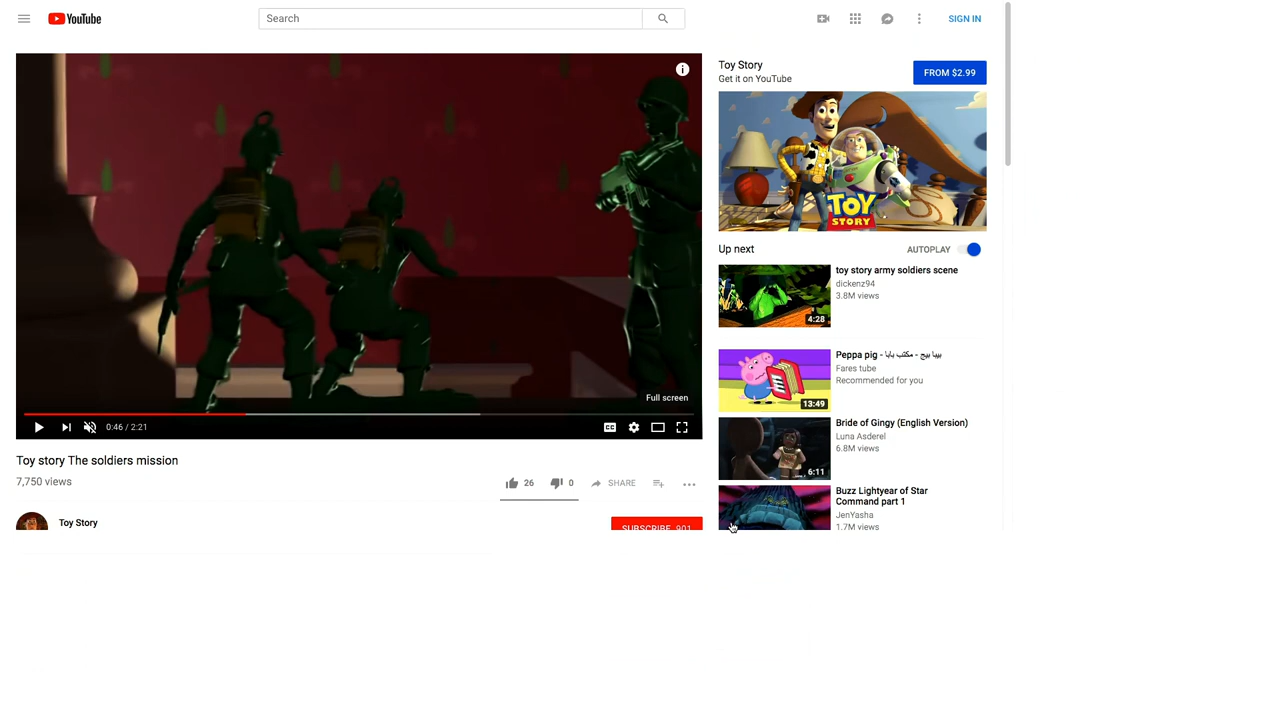 YouTube
Search
SIGN IN
Toy Story
Get it on YouTube
FROM $2.99
TOY
STORY
Up next
AUTOPLAY
toy story army soldiers scene
dickenz94
3.8M views
4:28
Peppa pig - بيبا بيج - مكتب بابا
Fares tube
Recommended for you
13:49
Bride of Gingy (English Version)
Luna Asderel
6.8M views
6:11
Buzz Lightyear of Star
Command part 1
JenYasha
1.7M views
Full screen
0:46 / 2:21
CC
Toy story The soldiers mission
7,750 views
26
0
SHARE
Toy Story
SUBSCRIBE 901